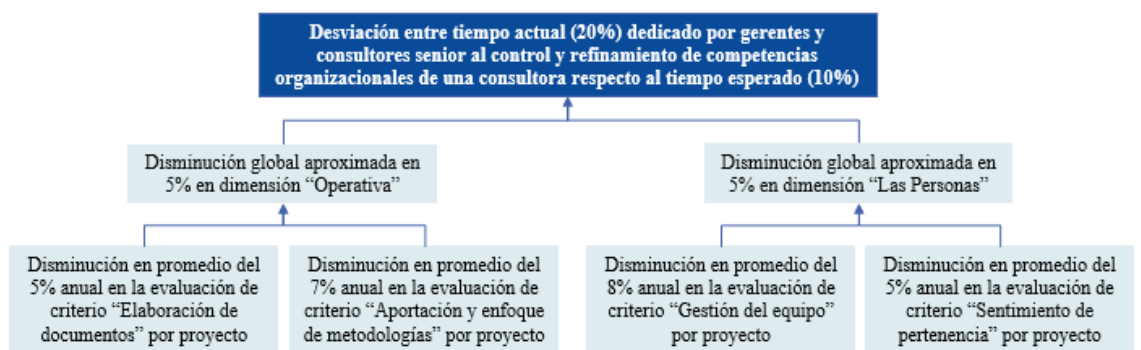 Desviación entre tiempo actual (20%) dedicado por gerentes y
consultores senior al control y refinamiento de competencias
organizacionales de una consultora respecto al tiempo esperado (10%)
Disminución global aproximada en
5% en dimensión “Operativa”
Disminución global aproximada en
5% en dimensión “Las Personas”
Disminución en promedio del
5% anual en la evaluación de
criterio “Elaboración de
documentos” por proyecto
Disminución en promedio del
7% anual en la evaluación de
criterio “Aportación y enfoque
de metodologías” por proyecto
Disminución en promedio del
8% anual en la evaluación de
criterio “Gestión del equipo”
por proyecto
Disminución en promedio del
5% anual en la evaluación de
criterio “Sentimiento de
pertenencia” por proyecto